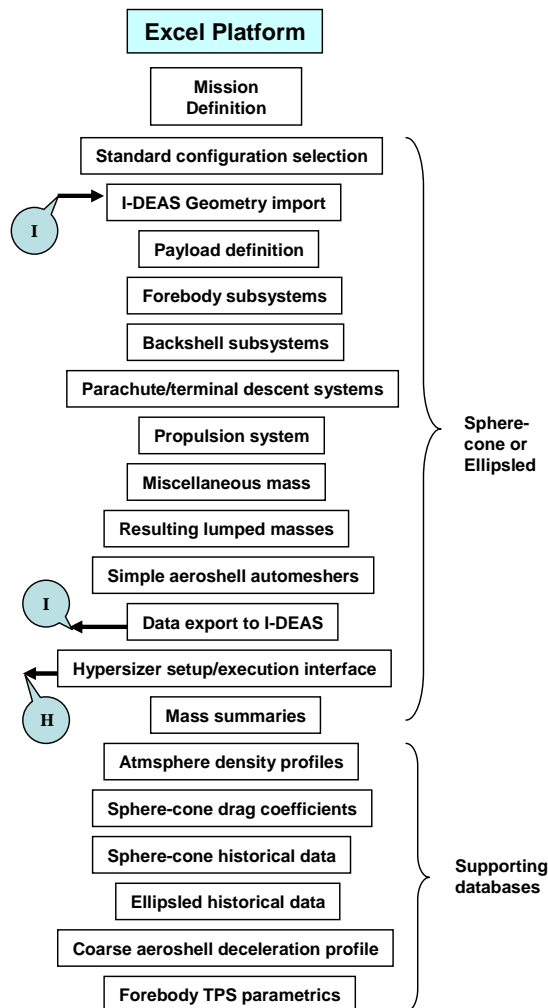 Excel Platform
Mission
Definition
Standard configuration selection
I-DEAS Geometry import
I
Payload definition
Forebody subsystems
Backshell subsystems
Parachute/terminal descent systems
Propulsion system
Sphere-
cone or
Ellipsled
Miscellaneous mass
Resulting lumped masses
Simple aeroshell automeshers
I
Data export to I-DEAS
Hypersizer setup/execution interface
H
Mass summaries
Atmsphere density profiles
Sphere-cone drag coefficients
Sphere-cone historical data
Supporting
databases
Ellipsled historical data
Coarse aeroshell deceleration profile
Forebody TPS parametrics